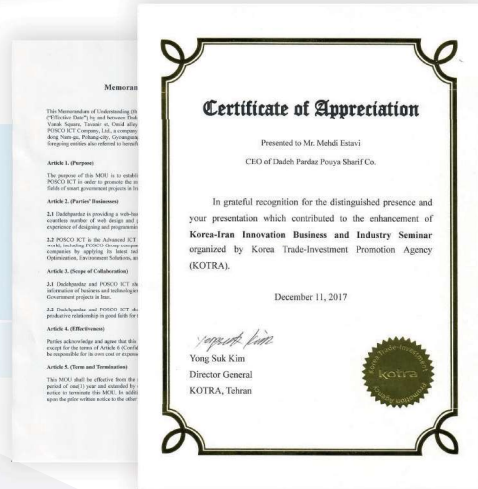 Memoran
This Memorandum of Understanding (th
("Effective Date") by and between Dad
Vanak Square, Tavanir st, Ovaid alley
POSCO ICT Company, Ltd., a company
dong Nam-gu, Pohang-city, Gyeongsang
foregoing entities also referred to hereaft
Article 1. (Purpose)
The purpose of this MOU is to establis
POSCO ICT in order to promote the m
fields of smart government projects in Ira
Article 2. (Parties' Businesses)
2.1 Dadehpardaz is providing a web-bas
countless number of web design and p
experience of designing and programmin
2.2 POSCO ICT is the Advanced ICT
world, including POSCO Group compan
companies by applying its latest tech
Optimization, Environment Solutions, an
Article 3. (Scope of Collaboration)
3.1 Dadehpardaz and POSCO ICT sh
information of business and technologies
Government projects in Iran.
3.2 Dadehpardaz and POSCO ICT sh
productive relationship in good faith for t
Article 4. (Effectiveness)
Parties acknowledge and agree that this
except for the terms of Article 6 (Confid
be responsible for its own cost or expense
Article 5. (Term and Termination)
This MOU shall be effective from the
period of one(1) year and extended by
notice to terminate this MOU. In additi
upon the prior written notice to the other
Certificate of Appreciation
Presented to Mr. Mehdi Estavi
CEO of Dadeh Pardaz Pouya Sharif Co.
In grateful recognition for the distinguished presence and
your presentation which contributed to the enhancement of
Korea-Iran Innovation Business and Industry Seminar
organized by Korea Trade-Investment Promotion Agency
(KOTRA).
December 11, 2017
Yong Suk Kim
Director General
KOTRA, Tehran
kotra